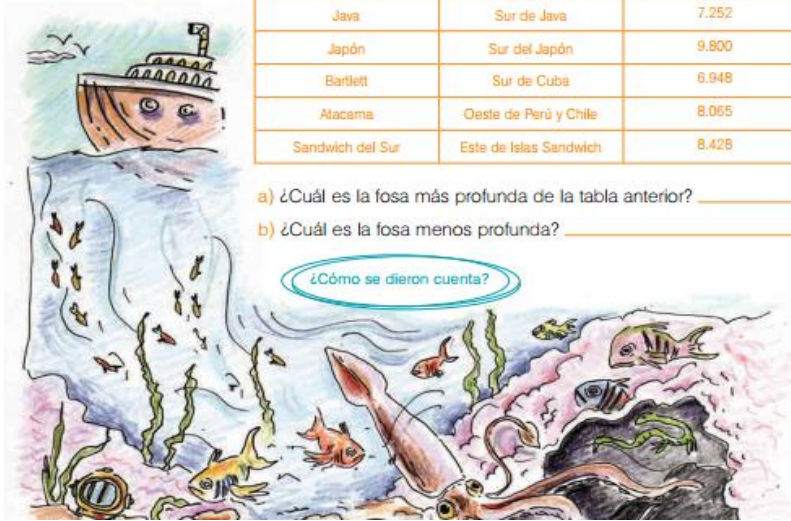 Java Sur de Java 7.252
Japón Sur del Japón 9.800
Bartlett Sur de Cuba 6.948
Atacama Oeste de Perú y Chile 8.065
Sandwich del Sur Este de Islas Sandwich 8.428
a) ¿Cuál es la fosa más profunda de la tabla anterior?
b) ¿Cuál es la fosa menos profunda?
¿Cómo se dieron cuenta?